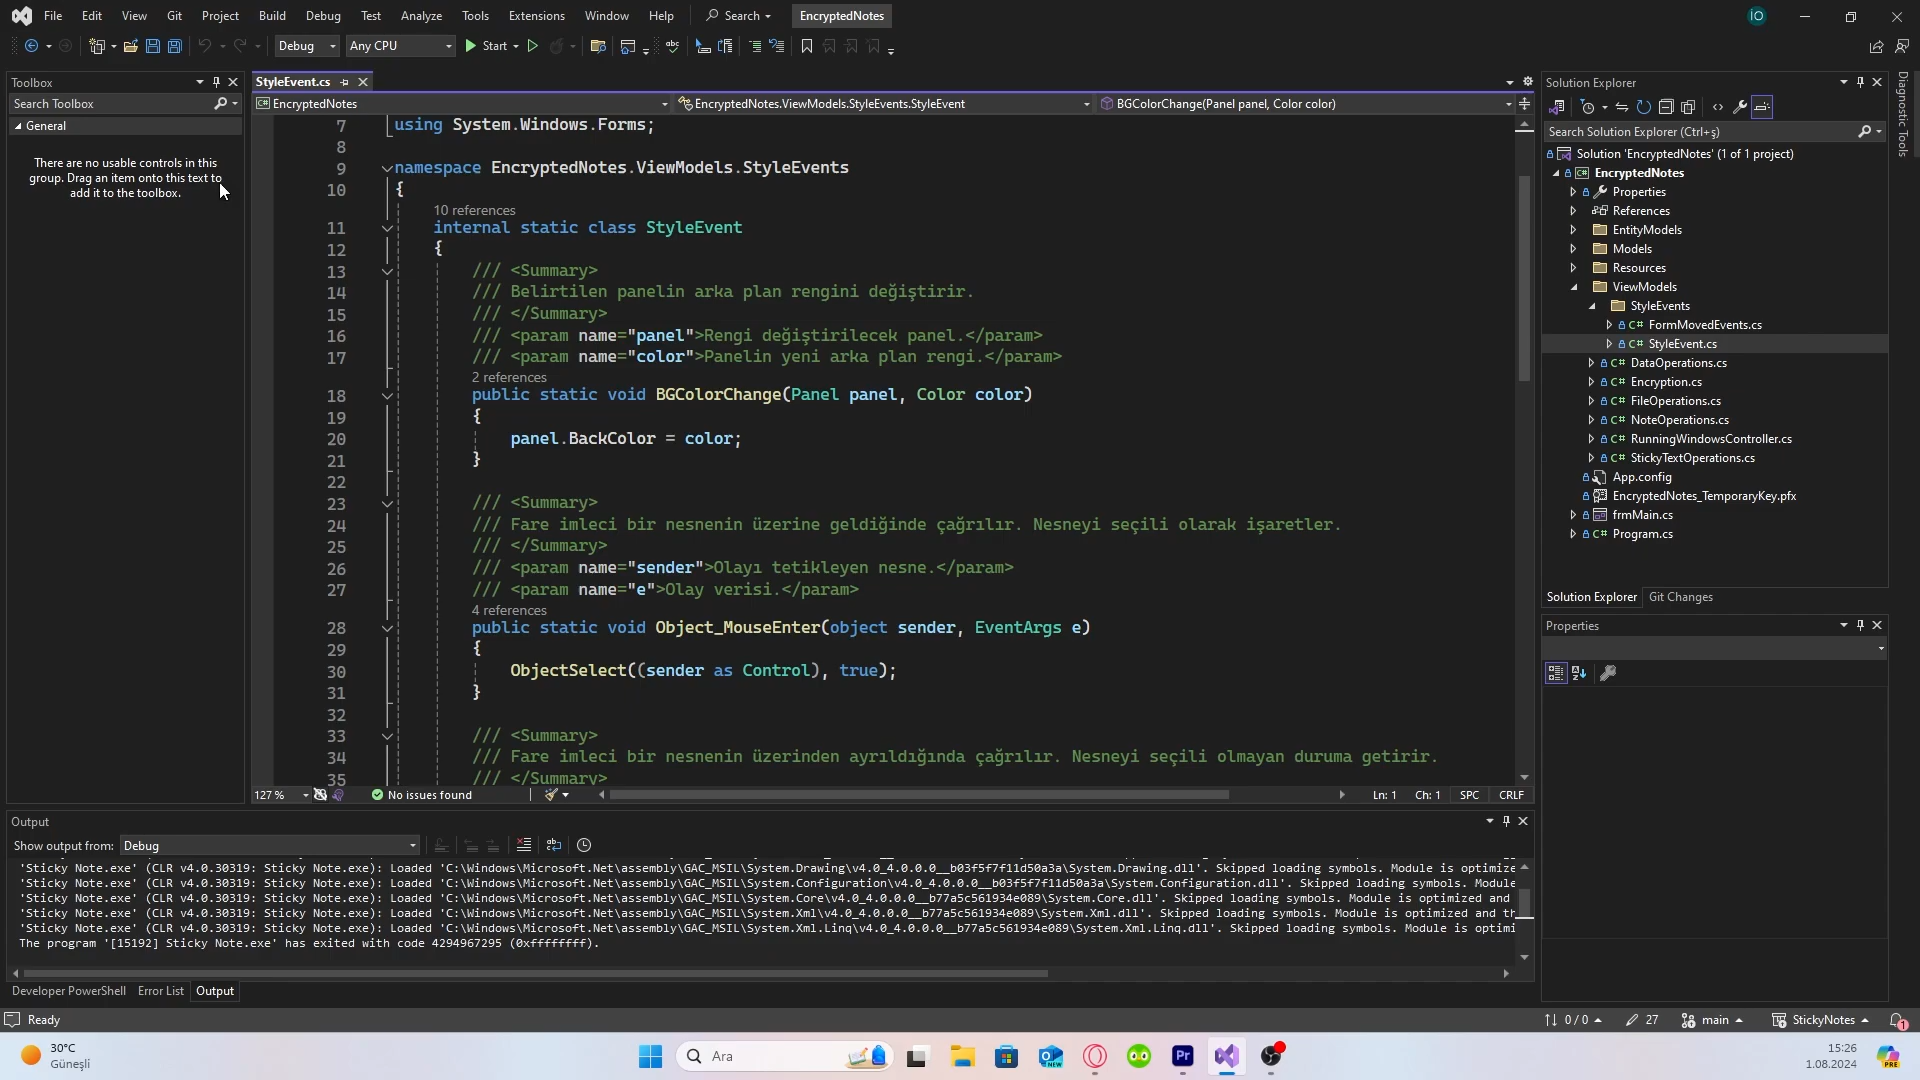 File Edit View Git Project Build Debug Test Analyze Tools Extensions Window Help Search EncryptedNotes İO
Debug Any CPU Start
Toolbox
Search Toolbox
General
There are no usable controls in this
group. Drag an item onto this text to
add it to the toolbox.
StyleEvent.cs
EncryptedNotes EncryptedNotes.ViewModels.StyleEvents.StyleEvent BGColorChange(Panel panel, Color color)
7 using System.Windows.Forms;
8
9 namespace EncryptedNotes.ViewModels.StyleEvents
10 {
10 references
11 internal static class StyleEvent
12 {
13 /// <Summary>
14 /// Belirtilen panelin arka plan rengini değiştirir.
15 /// </Summary>
16 /// <param name="panel">Rengi değiştirilecek panel.</param>
17 /// <param name="color">Panelin yeni arka plan rengi.</param>
2 references
18 public static void BGColorChange(Panel panel, Color color)
19 {
20 panel.BackColor = color;
21 }
22
23 /// <Summary>
24 /// Fare imleci bir nesnenin üzerine geldiğinde çağrılır. Nesneyi seçili olarak işaretler.
25 /// </Summary>
26 /// <param name="sender">Olayı tetikleyen nesne.</param>
27 /// <param name="e">Olay verisi.</param>
4 references
28 public static void Object_MouseEnter(object sender, EventArgs e)
29 {
30 ObjectSelect((sender as Control), true);
31 }
32
33 /// <Summary>
34 /// Fare imleci bir nesnenin üzerinden ayrıldığında çağrılır. Nesneyi seçili olmayan duruma getirir.
35 /// </Summary>
127 % No issues found Ln: 1 Ch: 1 SPC CRLF
Output
Show output from: Debug
'Sticky Note.exe' (CLR v4.0.30319: Sticky Note.exe): Loaded 'C:\Windows\Microsoft.Net\assembly\GAC_MSIL\System.Drawing\v4.0_4.0.0.0__b03f5f7f11d50a3a\System.Drawing.dll'. Skipped loading symbols. Module is optimize
'Sticky Note.exe' (CLR v4.0.30319: Sticky Note.exe): Loaded 'C:\Windows\Microsoft.Net\assembly\GAC_MSIL\System.Configuration\v4.0_4.0.0.0__b03f5f7f11d50a3a\System.Configuration.dll'. Skipped loading symbols. Module
'Sticky Note.exe' (CLR v4.0.30319: Sticky Note.exe): Loaded 'C:\Windows\Microsoft.Net\assembly\GAC_MSIL\System.Core\v4.0_4.0.0.0__b77a5c561934e089\System.Core.dll'. Skipped loading symbols. Module is optimized and
'Sticky Note.exe' (CLR v4.0.30319: Sticky Note.exe): Loaded 'C:\Windows\Microsoft.Net\assembly\GAC_MSIL\System.Xml\v4.0_4.0.0.0__b77a5c561934e089\System.Xml.dll'. Skipped loading symbols. Module is optimized and th
'Sticky Note.exe' (CLR v4.0.30319: Sticky Note.exe): Loaded 'C:\Windows\Microsoft.Net\assembly\GAC_MSIL\System.Xml.Linq\v4.0_4.0.0.0__b77a5c561934e089\System.Xml.Linq.dll'. Skipped loading symbols. Module is optimi
The program '[15192] Sticky Note.exe' has exited with code 4294967295 (0xffffffff).
Developer PowerShell Error List Output
Solution Explorer
Search Solution Explorer (Ctrl+ş)
Solution 'EncryptedNotes' (1 of 1 project)
EncryptedNotes
Properties
References
EntityModels
Models
Resources
ViewModels
StyleEvents
C# FormMovedEvents.cs
C# StyleEvent.cs
C# DataOperations.cs
C# Encryption.cs
C# FileOperations.cs
C# NoteOperations.cs
C# RunningWindowsController.cs
C# StickyTextOperations.cs
App.config
EncryptedNotes_TemporaryKey.pfx
frmMain.cs
C# Program.cs
Solution Explorer Git Changes
Properties
Diagnostic Tools
Ready 0 / 0 27 main StickyNotes 1
30°C
Güneşli
Ara
NEW
Pr
15:26
1.08.2024
PRE